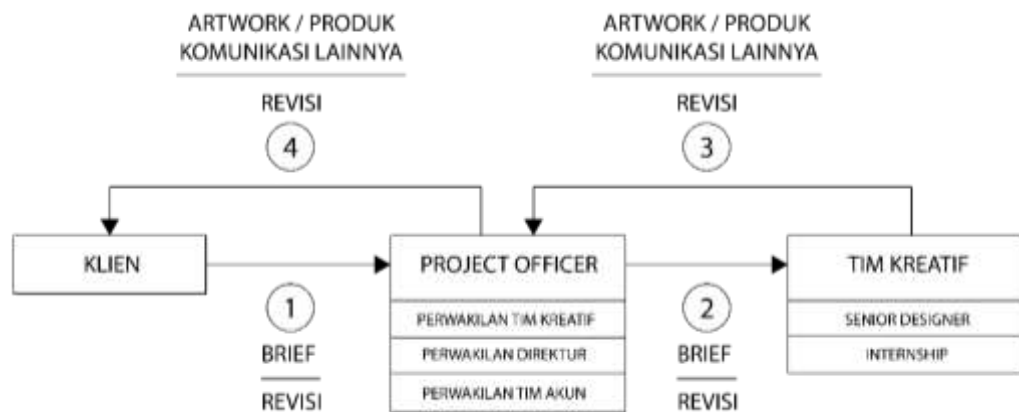 ARTWORK / PRODUK
KOMUNIKASI LAINNYA
REVISI
4
ARTWORK / PRODUK
KOMUNIKASI LAINNYA
REVISI
3
KLIEN
1
BRIEF
REVISI
PROJECT OFFICER
PERWAKILAN TIM KREATIF
PERWAKILAN DIREKTUR
PERWAKILAN TIM AKUN
2
BRIEF
REVISI
TIM KREATIF
SENIOR DESIGNER
INTERNSHIP